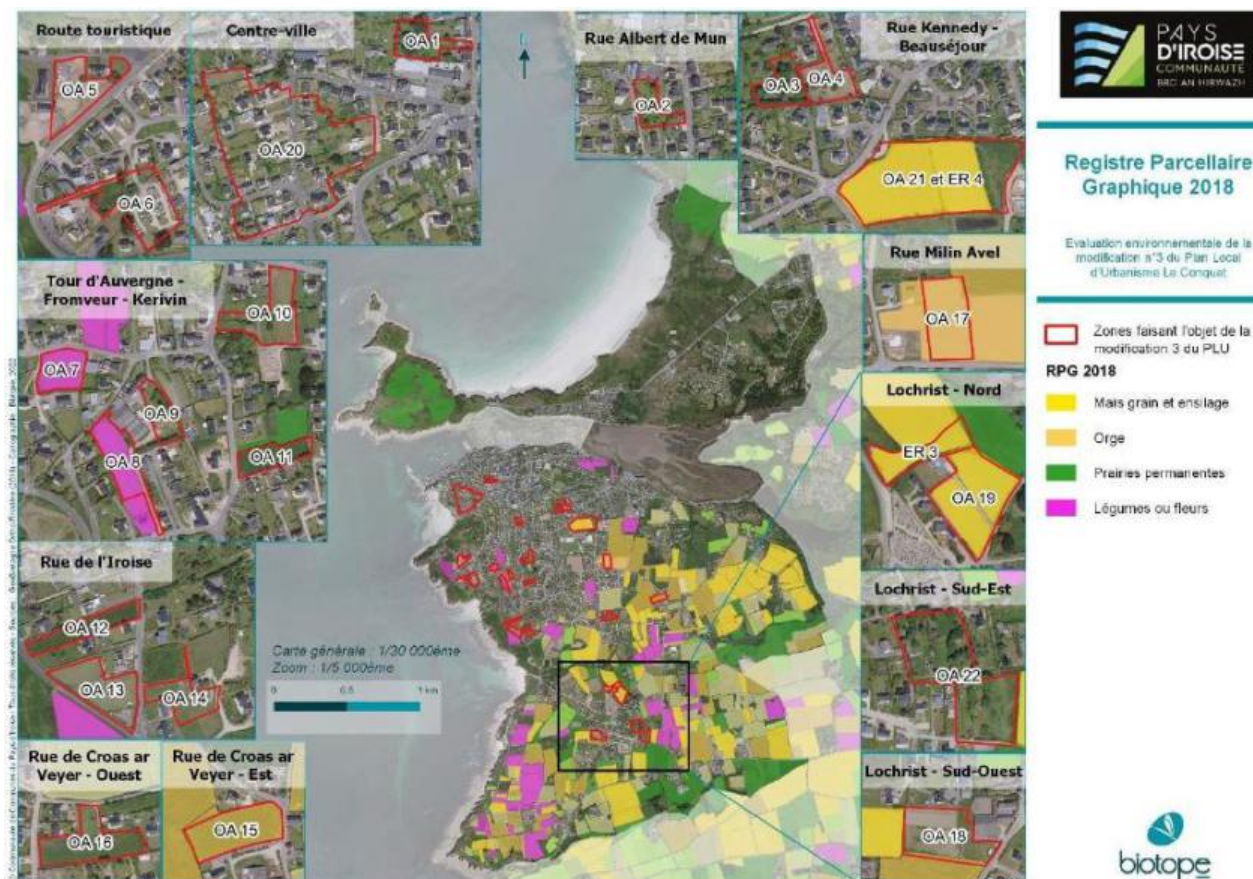 Route touristique
OA 5
OA 6
Centre-ville
OA 1
OA 20
Rue Albert de Mun
OA 2
Rue Kennedy -
Beauséjour
OA 3
OA 4
OA 21 et ER 4
Tour d'Auvergne -
Fromveur - Kerivin
OA 10
OA 7
OA 9
OA 8
OA 11
Rue Milin Avel
OA 17
Lochrist - Nord
ER 3
OA 19
Rue de l'Iroise
OA 12
OA 13
OA 14
Carte générale : 1/30 000ème
Zoom : 1/5 000ème
0 0,5 1 km
Lochrist - Sud-Est
OA 22
Rue de Croas ar
Veyer - Ouest
OA 16
Rue de Croas ar
Veyer - Est
OA 15
Lochrist - Sud-Ouest
OA 18
PAYS
D'IROISE
COMMUNAUTÉ
BRO AN HIRWAZH
Registre Parcellaire
Graphique 2018
Evaluation environnementale de la
modification n°3 du Plan Local
d'Urbanisme Le Conquet
Zones faisant l'objet de la
modification 3 du PLU
RPG 2018
Maïs grain et ensilage
Orge
Prairies permanentes
Légumes ou fleurs
biotope